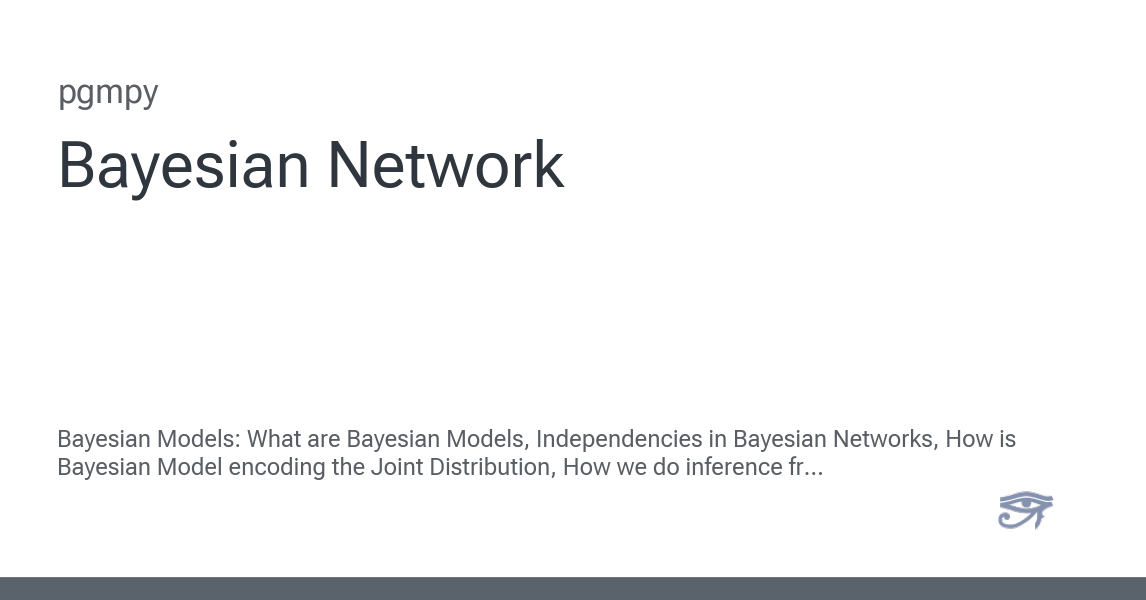 pgmpy
Bayesian Network
Bayesian Models: What are Bayesian Models, Independencies in Bayesian Networks, How is
Bayesian Model encoding the Joint Distribution, How we do inference fr...